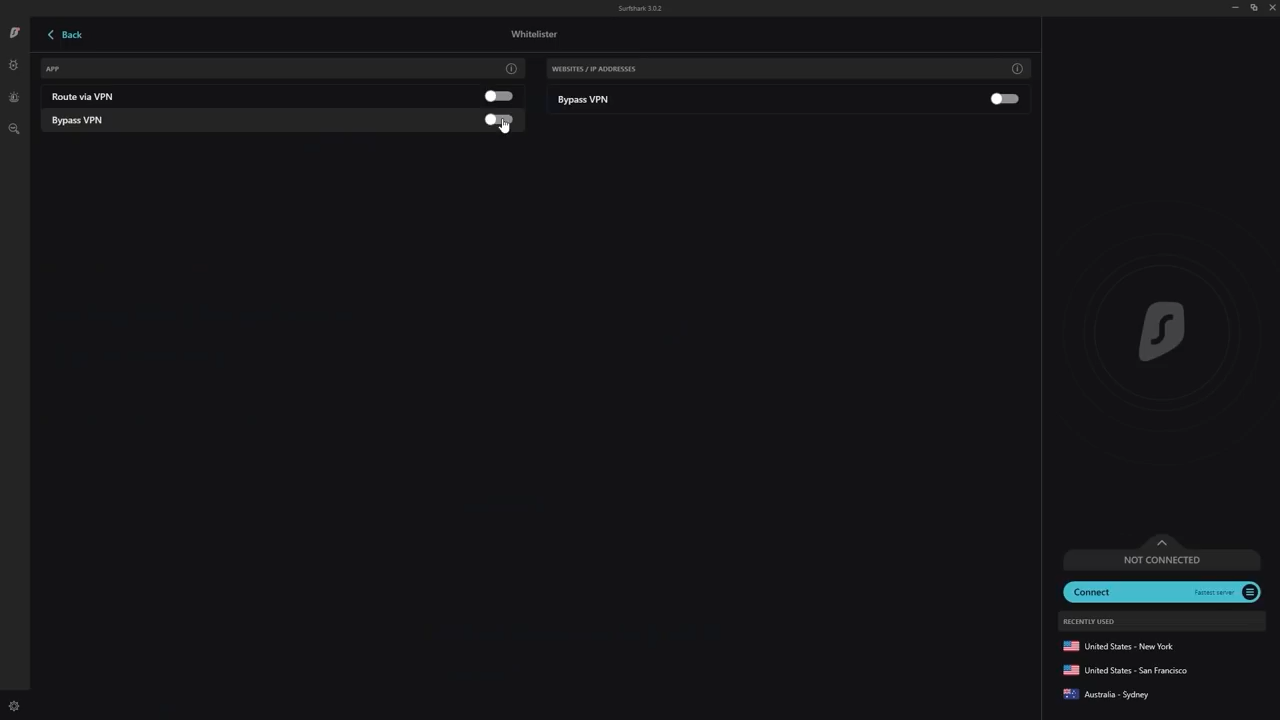 Surfshark 3.0.2
Back
Whitelister
APP
Route via VPN
Bypass VPN
WEBSITES / IP ADDRESSES
Bypass VPN
NOT CONNECTED
Connect
Fastest server
RECENTLY USED
United States - New York
United States - San Francisco
Australia - Sydney